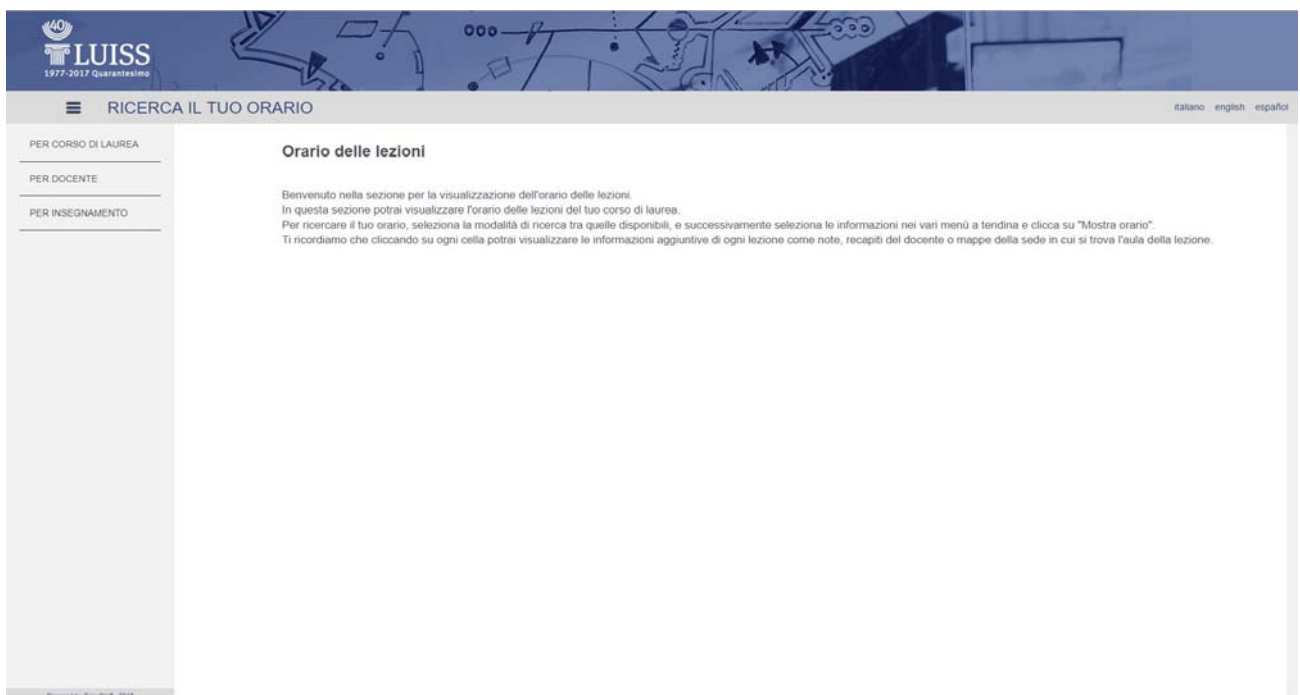 40
LUISS
1977-2017 Quarantesimo
RICERCA IL TUO ORARIO
italiano english español
PER CORSO DI LAUREA
PER DOCENTE
PER INSEGNAMENTO
Orario delle lezioni
Benvenuto nella sezione per la visualizzazione dell'orario delle lezioni.
In questa sezione potrai visualizzare l'orario delle lezioni del tuo corso di laurea.
Per ricercare il tuo orario, seleziona la modalità di ricerca tra quelle disponibili, e successivamente seleziona le informazioni nei vari menù a tendina e clicca su "Mostra orario".
Ti ricordiamo che cliccando su ogni cella potrai visualizzare le informazioni aggiuntive di ogni lezione come note, recapiti del docente o mappe della sede in cui si trova l'aula della lezione.